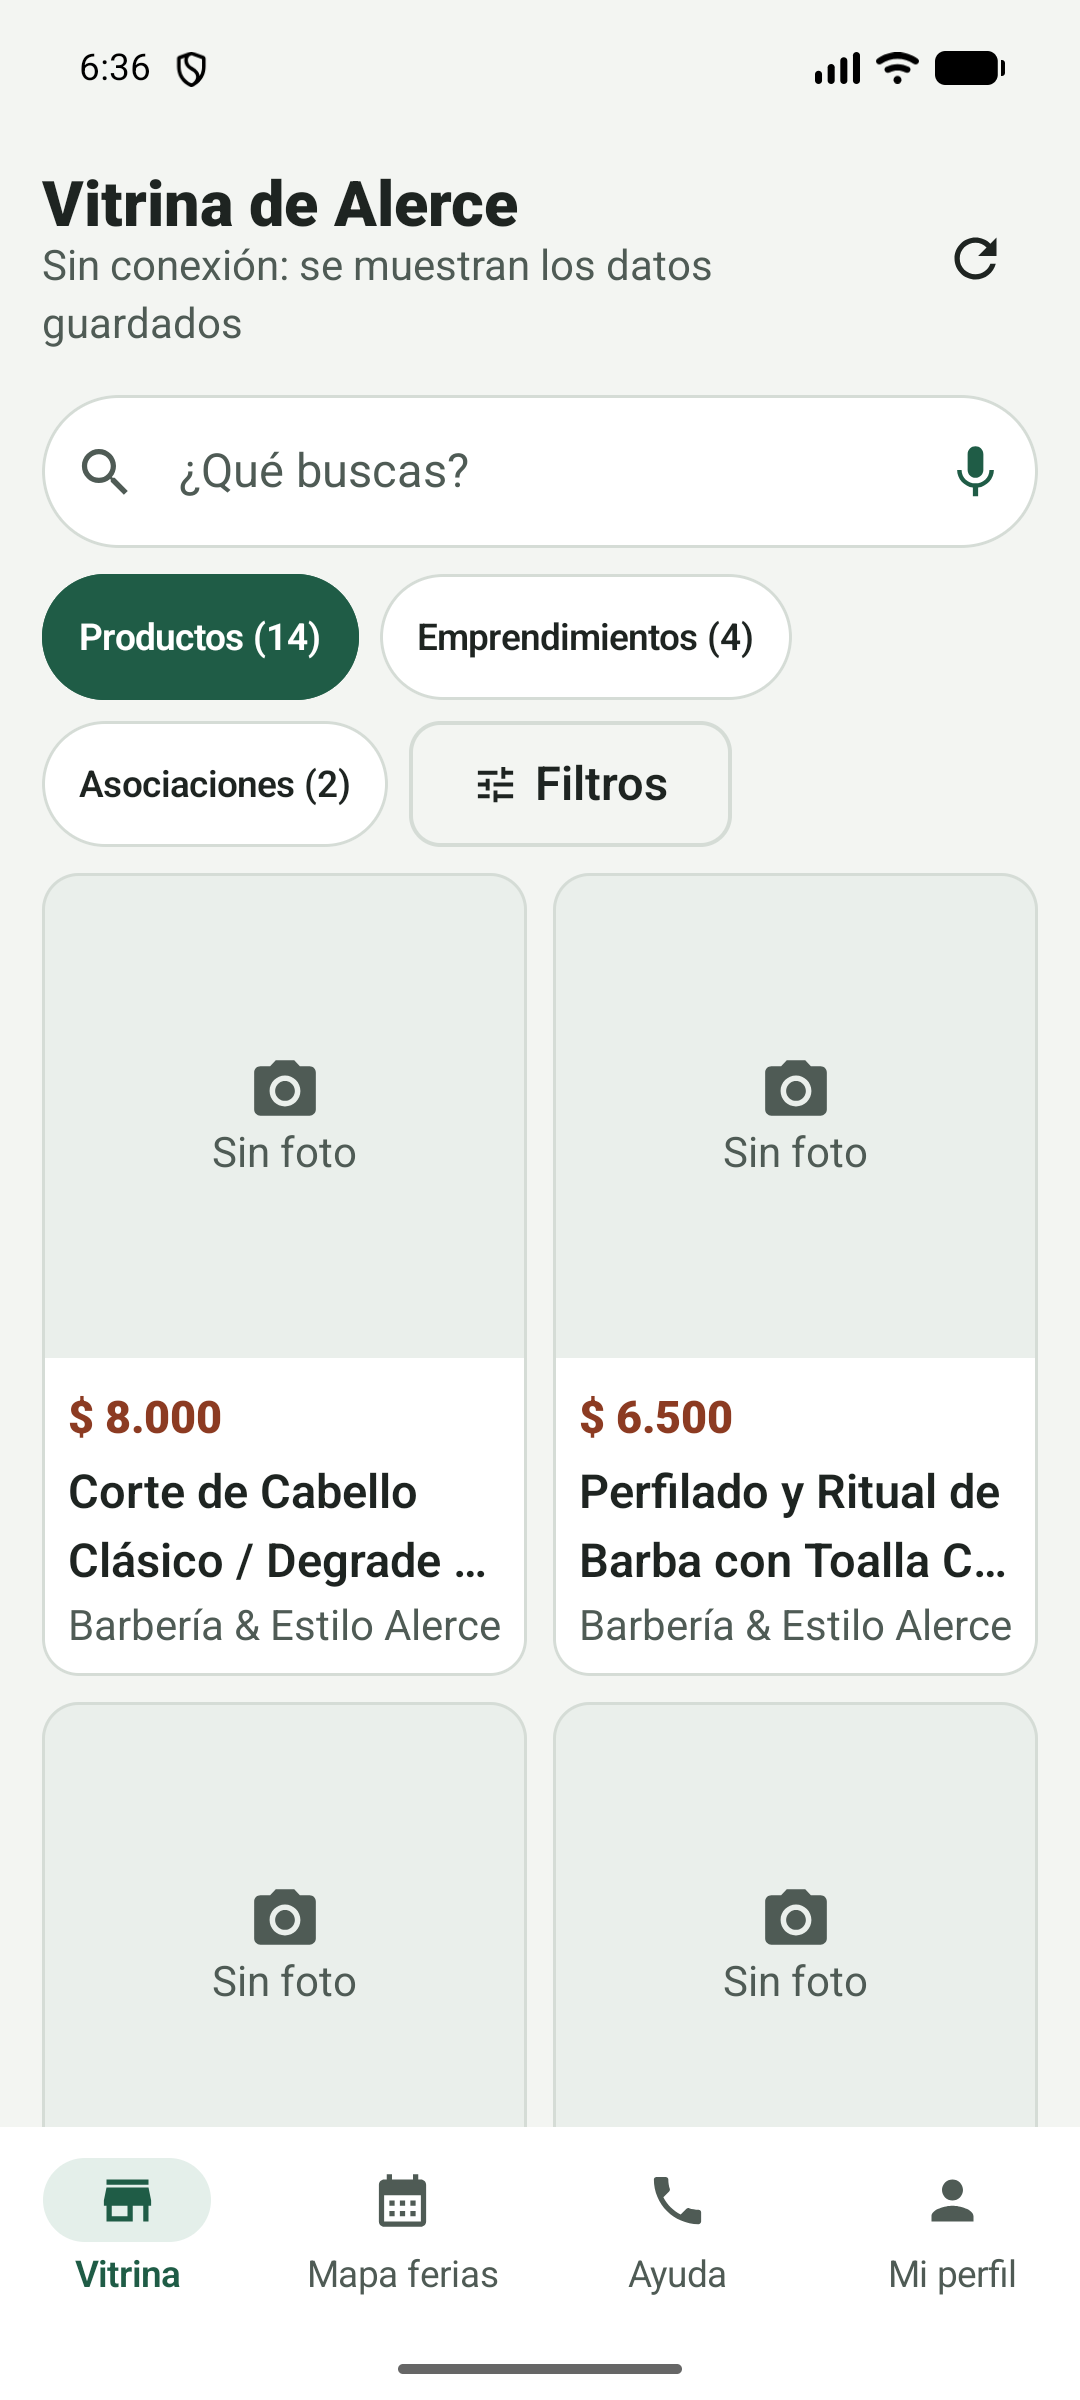 6:36
Vitrina de Alerce
Sin conexión: se muestran los datos
guardados
¿Qué buscas?
Productos (14)
Emprendimientos (4)
Asociaciones (2)
Filtros
Sin foto
Sin foto
$ 8.000
Corte de Cabello
Clásico / Degrade ...
Barbería & Estilo Alerce
$ 6.500
Perfilado y Ritual de
Barba con Toalla C...
Barbería & Estilo Alerce
Sin foto
Sin foto
Vitrina
Mapa ferias
Ayuda
Mi perfil